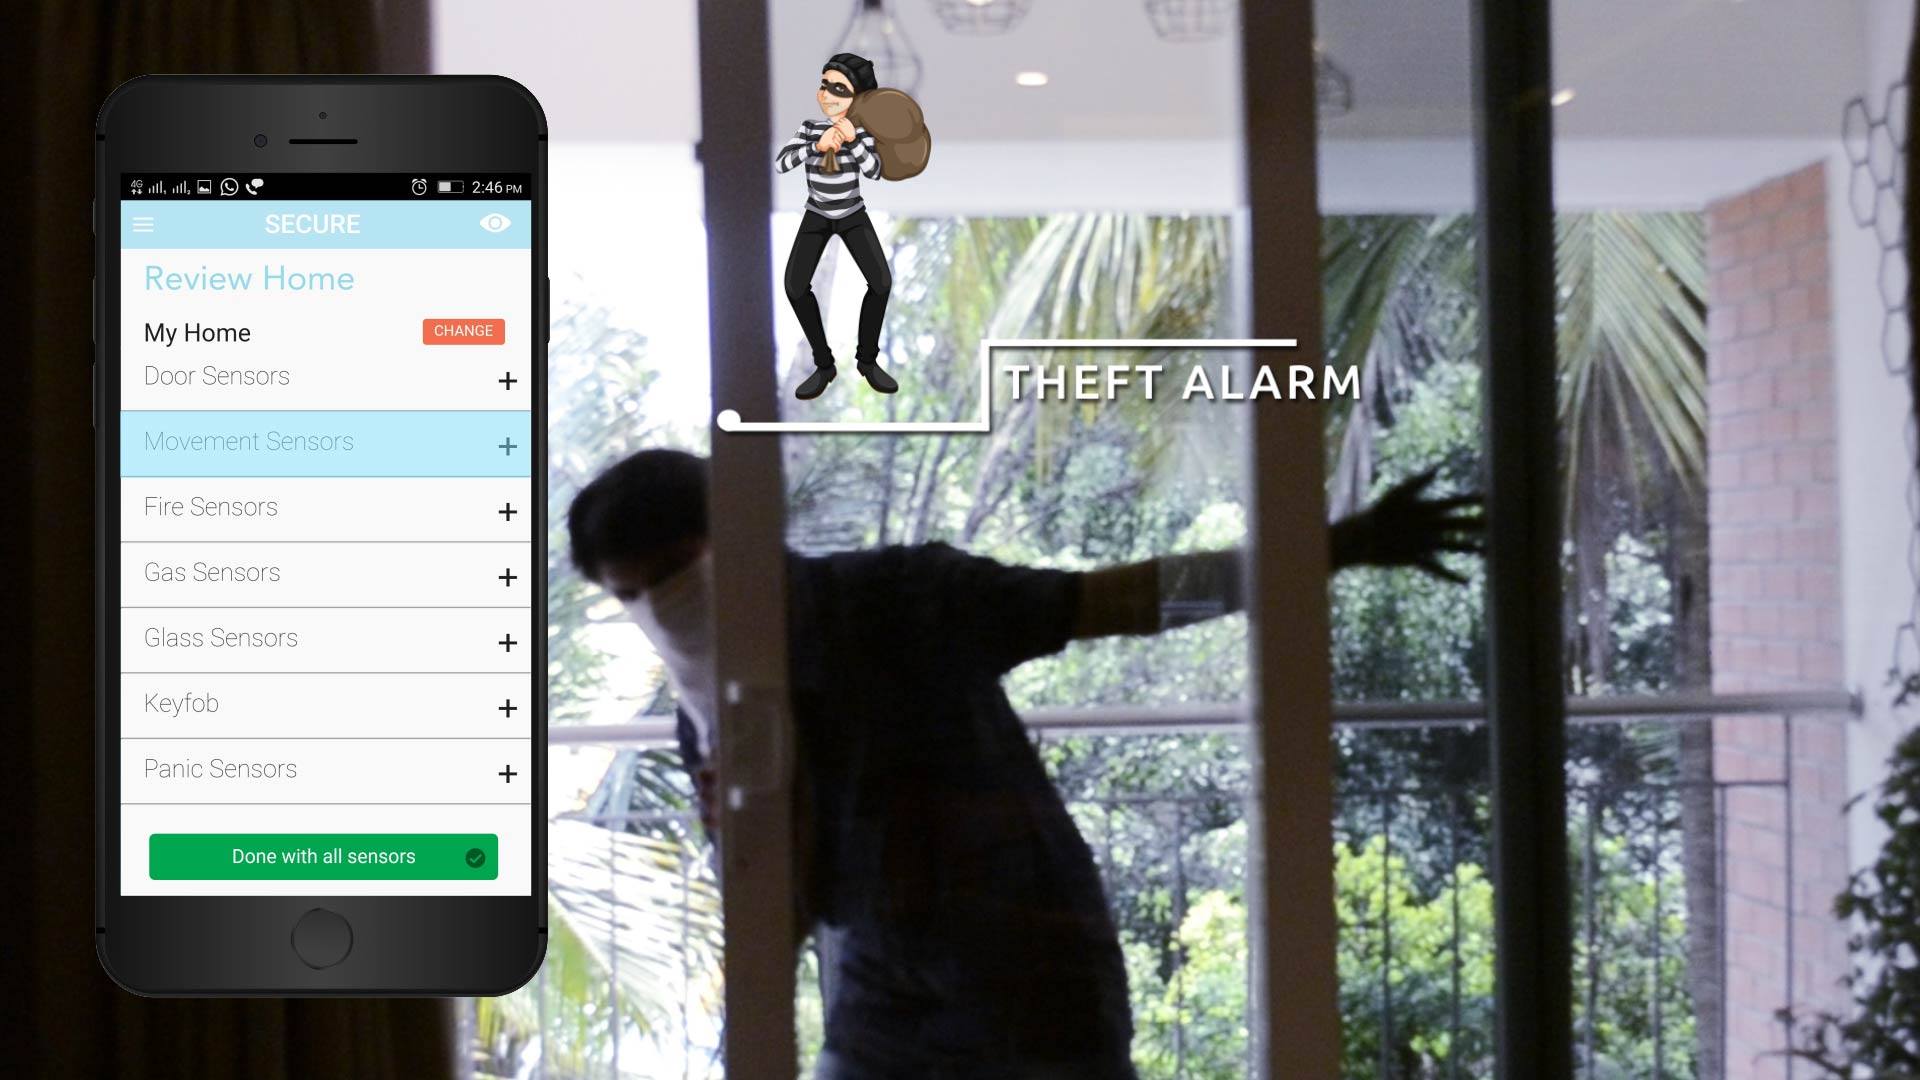 4G 2:46 PM
SECURE
Review Home
My Home
CHANGE
Door Sensors +
Movement Sensors +
Fire Sensors +
Gas Sensors +
Glass Sensors +
Keyfob +
Panic Sensors +
Done with all sensors
THEFT ALARM